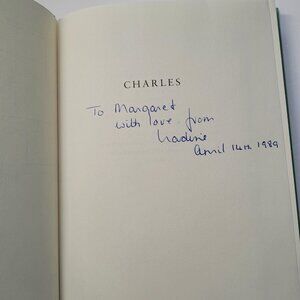 CHARLES
To Margaret
with love from
Nadine
April 14th 1989